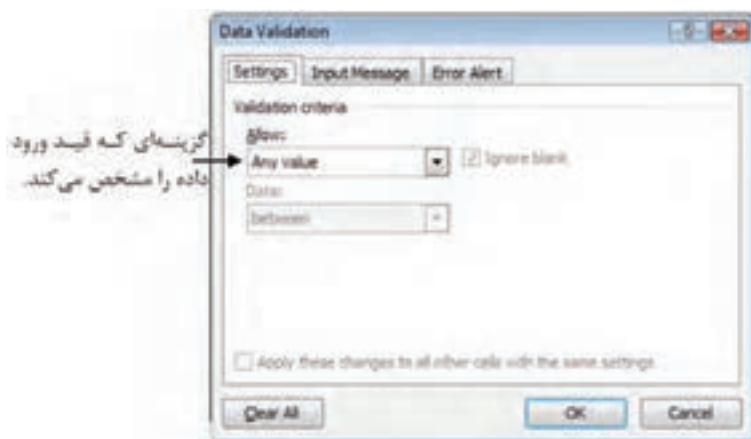 Data Validation
Settings Input Message Error Alert
Validation criteria
Allow:
Any value
Ignore blank
Data:
between
Apply these changes to all other cells with the same settings
Clear All
OK
Cancel
گزینه‌ای که قید ورود
داده را مشخص می‌کند.